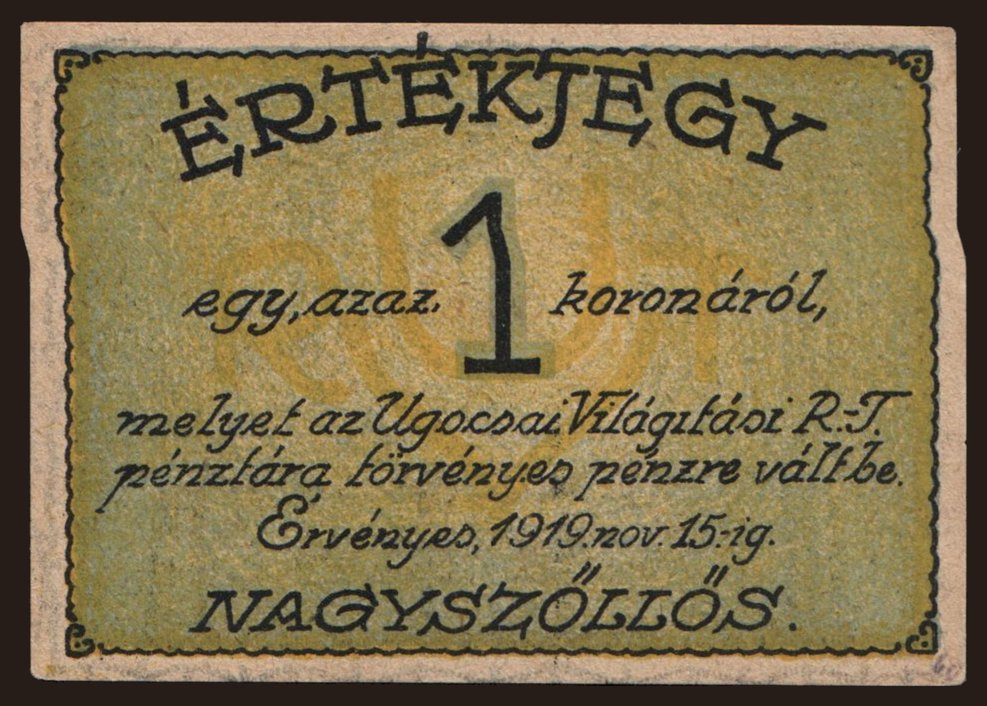 ÉRTÉKJEGY
egy, azaz 1 koronáról,
melyet az Ugocsai Világítási R.-T.
pénztára törvényes pénzre vált be.
Érvényes, 1919. nov. 15-ig.
NAGYSZŐLLŐS.